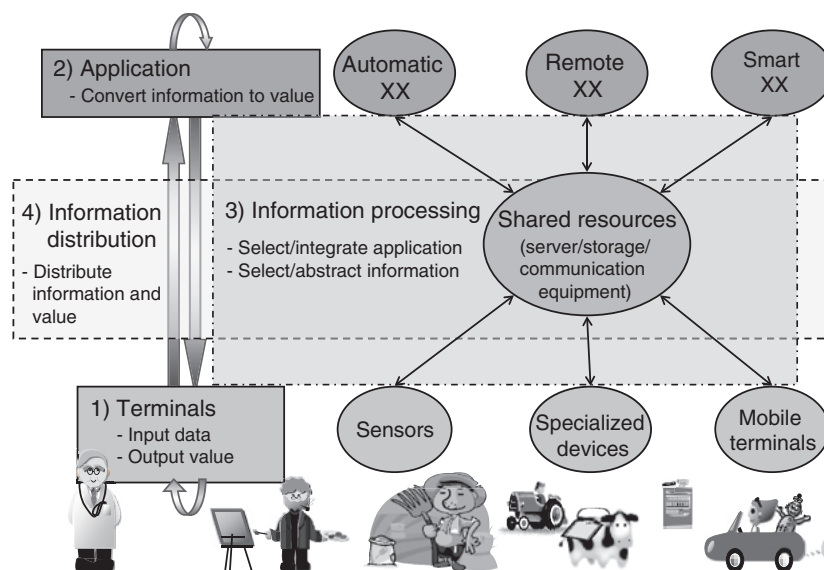 2) Application
- Convert information to value
Automatic
XX
Remote
XX
Smart
XX
4) Information
distribution
- Distribute
information and
value
3) Information processing
- Select/integrate application
- Select/abstract information
Shared resources
(server/storage/
communication
equipment)
1) Terminals
- Input data
- Output value
Sensors
Specialized
devices
Mobile
terminals